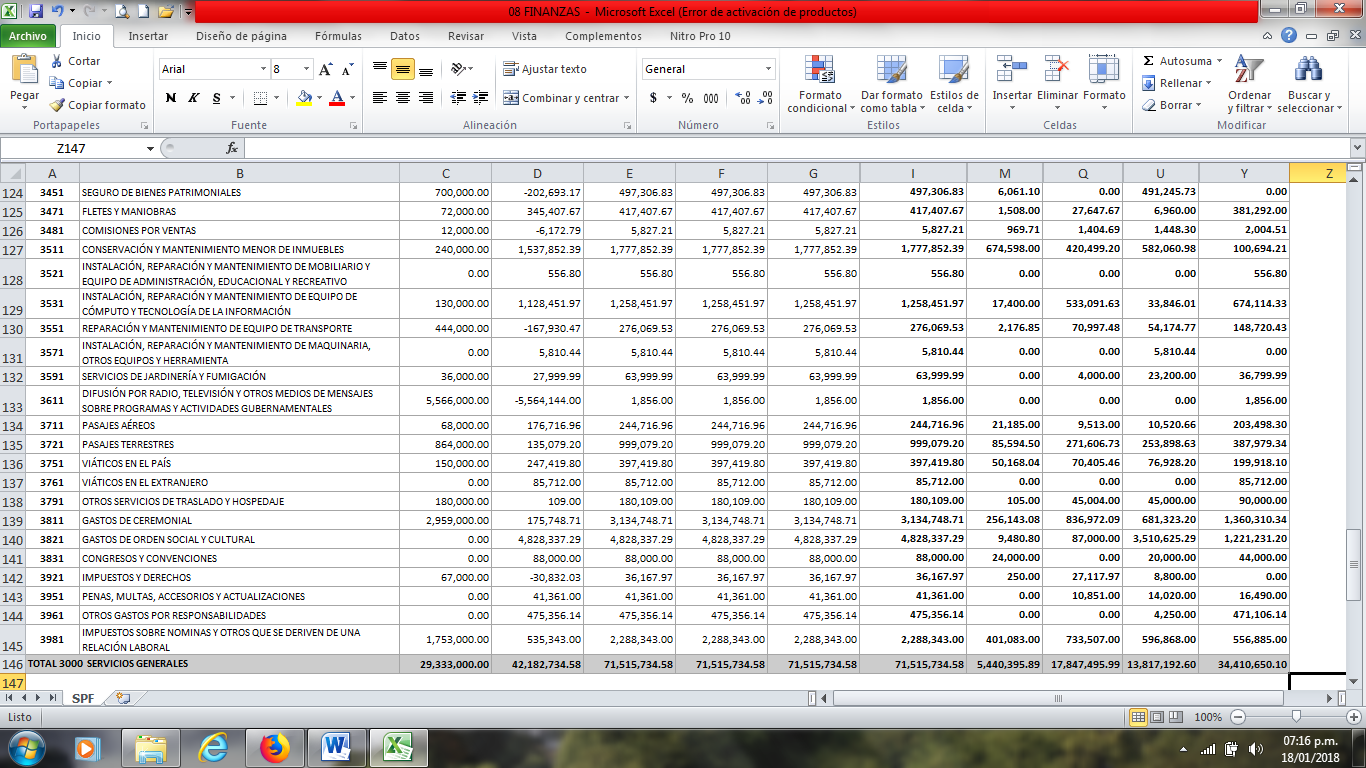 08 FINANZAS - Microsoft Excel (Error de activación de productos)
Archivo Inicio Insertar Diseño de página Fórmulas Datos Revisar Vista Complementos Nitro Pro 10
Pegar Cortar Copiar Copiar formato Portapapeles
Arial 8 N K S Fuente
Ajustar texto Combinar y centrar Alineación
General $ % 000 Número
Formato condicional Dar formato como tabla Estilos de celda Estilos
Insertar Eliminar Formato Celdas
Σ Autosuma Rellenar Borrar Ordenar y filtrar Buscar y seleccionar Modificar
Z147 fx
A B C D E F G I M Q U Y Z
124 3451 SEGURO DE BIENES PATRIMONIALES 700,000.00 -202,693.17 497,306.83 497,306.83 497,306.83 497,306.83 6,061.10 0.00 491,245.73 0.00
125 3471 FLETES Y MANIOBRAS 72,000.00 345,407.67 417,407.67 417,407.67 417,407.67 417,407.67 1,508.00 27,647.67 6,960.00 381,292.00
126 3481 COMISIONES POR VENTAS 12,000.00 -6,172.79 5,827.21 5,827.21 5,827.21 5,827.21 969.71 1,404.69 1,448.30 2,004.51
127 3511 CONSERVACIÓN Y MANTENIMIENTO MENOR DE INMUEBLES 240,000.00 1,537,852.39 1,777,852.39 1,777,852.39 1,777,852.39 1,777,852.39 674,598.00 420,499.20 582,060.98 100,694.21
128 3521 INSTALACIÓN, REPARACIÓN Y MANTENIMIENTO DE MOBILIARIO Y
EQUIPO DE ADMINISTRACIÓN, EDUCACIONAL Y RECREATIVO 0.00 556.80 556.80 556.80 556.80 556.80 0.00 0.00 0.00 556.80
129 3531 INSTALACIÓN, REPARACIÓN Y MANTENIMIENTO DE EQUIPO DE
CÓMPUTO Y TECNOLOGÍA DE LA INFORMACIÓN 130,000.00 1,128,451.97 1,258,451.97 1,258,451.97 1,258,451.97 1,258,451.97 17,400.00 533,091.63 33,846.01 674,114.33
130 3551 REPARACIÓN Y MANTENIMIENTO DE EQUIPO DE TRANSPORTE 444,000.00 -167,930.47 276,069.53 276,069.53 276,069.53 276,069.53 2,176.85 70,997.48 54,174.77 148,720.43
131 3571 INSTALACIÓN, REPARACIÓN Y MANTENIMIENTO DE MAQUINARIA,
OTROS EQUIPOS Y HERRAMIENTA 0.00 5,810.44 5,810.44 5,810.44 5,810.44 5,810.44 0.00 0.00 5,810.44 0.00
132 3591 SERVICIOS DE JARDINERÍA Y FUMIGACIÓN 36,000.00 27,999.99 63,999.99 63,999.99 63,999.99 63,999.99 0.00 4,000.00 23,200.00 36,799.99
133 3611 DIFUSIÓN POR RADIO, TELEVISIÓN Y OTROS MEDIOS DE MENSAJES
SOBRE PROGRAMAS Y ACTIVIDADES GUBERNAMENTALES 5,566,000.00 -5,564,144.00 1,856.00 1,856.00 1,856.00 1,856.00 0.00 0.00 0.00 1,856.00
134 3711 PASAJES AÉREOS 68,000.00 176,716.96 244,716.96 244,716.96 244,716.96 244,716.96 21,185.00 9,513.00 10,520.66 203,498.30
135 3721 PASAJES TERRESTRES 864,000.00 135,079.20 999,079.20 999,079.20 999,079.20 999,079.20 85,594.50 271,606.73 253,898.63 387,979.34
136 3751 VIÁTICOS EN EL PAÍS 150,000.00 247,419.80 397,419.80 397,419.80 397,419.80 397,419.80 50,168.04 70,405.46 76,928.20 199,918.10
137 3761 VIÁTICOS EN EL EXTRANJERO 0.00 85,712.00 85,712.00 85,712.00 85,712.00 85,712.00 0.00 0.00 0.00 85,712.00
138 3791 OTROS SERVICIOS DE TRASLADO Y HOSPEDAJE 180,000.00 109.00 180,109.00 180,109.00 180,109.00 180,109.00 105.00 45,004.00 45,000.00 90,000.00
139 3811 GASTOS DE CEREMONIAL 2,959,000.00 175,748.71 3,134,748.71 3,134,748.71 3,134,748.71 3,134,748.71 256,143.08 836,972.09 681,323.20 1,360,310.34
140 3821 GASTOS DE ORDEN SOCIAL Y CULTURAL 0.00 4,828,337.29 4,828,337.29 4,828,337.29 4,828,337.29 4,828,337.29 9,480.80 87,000.00 3,510,625.29 1,221,231.20
141 3831 CONGRESOS Y CONVENCIONES 0.00 88,000.00 88,000.00 88,000.00 88,000.00 88,000.00 24,000.00 0.00 20,000.00 44,000.00
142 3921 IMPUESTOS Y DERECHOS 67,000.00 -30,832.03 36,167.97 36,167.97 36,167.97 36,167.97 250.00 27,117.97 8,800.00 0.00
143 3951 PENAS, MULTAS, ACCESORIOS Y ACTUALIZACIONES 0.00 41,361.00 41,361.00 41,361.00 41,361.00 41,361.00 0.00 10,851.00 14,020.00 16,490.00
144 3961 OTROS GASTOS POR RESPONSABILIDADES 0.00 475,356.14 475,356.14 475,356.14 475,356.14 475,356.14 0.00 0.00 4,250.00 471,106.14
145 3981 IMPUESTOS SOBRE NOMINAS Y OTROS QUE SE DERIVEN DE UNA
RELACIÓN LABORAL 1,753,000.00 535,343.00 2,288,343.00 2,288,343.00 2,288,343.00 2,288,343.00 401,083.00 733,507.00 596,868.00 556,885.00
146 TOTAL 3000 SERVICIOS GENERALES 29,333,000.00 42,182,734.58 71,515,734.58 71,515,734.58 71,515,734.58 71,515,734.58 5,440,395.89 17,847,495.99 13,817,192.60 34,410,650.10
147
SPF
Listo 100%
07:16 p.m.
18/01/2018